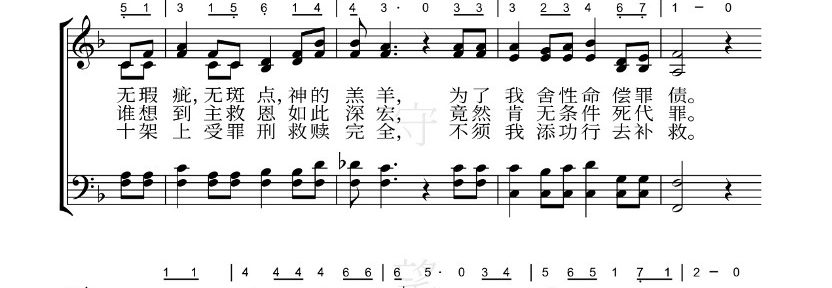 5 1 | 3 1 5 6 1 4 | 4 3 · 0 3 3 | 3 2 3 4 6 7 | 1 – 0
无瑕 疵,无斑 点,神的 羔 羊, 为了 我 舍性命 偿罪 债。
谁想 到 主救 恩 如此 深 宏, 竟然 肯 无条件 死代 罪。
十架 上 受罪 刑 救赎 完 全, 不须 我 添功行 去补 救。
守
1 1 | 4 4 4 6 6 | 6 5 · 0 3 4 | 5 6 5 1 7 1 | 2 – 0